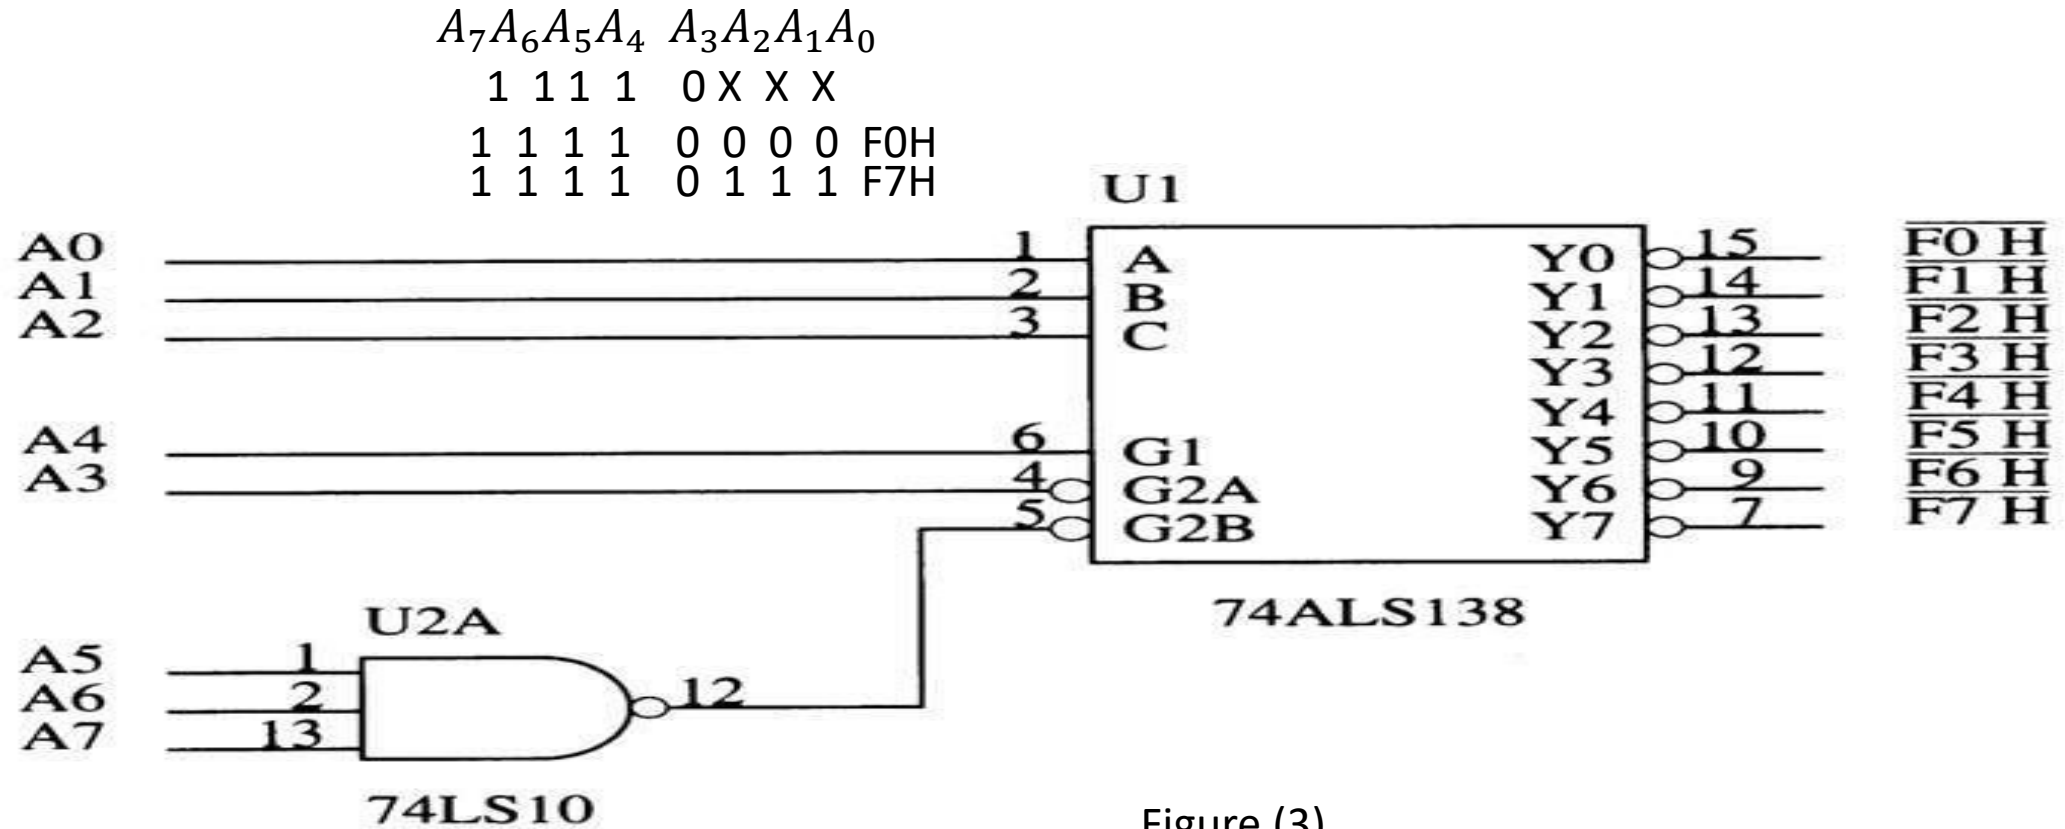 A₇A₆A₅A₄ A₃A₂A₁A₀
1 1 1 1 0 X X X
1 1 1 1 0 0 0 0 F0H
1 1 1 1 0 1 1 1 F7H
U1
A0 1 A Y0 15 F0 H
A1 2 B Y1 14 F1 H
A2 3 C Y2 13 F2 H
Y3 12 F3 H
Y4 11 F4 H
A4 6 G1 Y5 10 F5 H
A3 4 G2A Y6 9 F6 H
5 G2B Y7 7 F7 H
74ALS138
U2A
A5 1
A6 2 12
A7 13
74LS10
Figure (3)